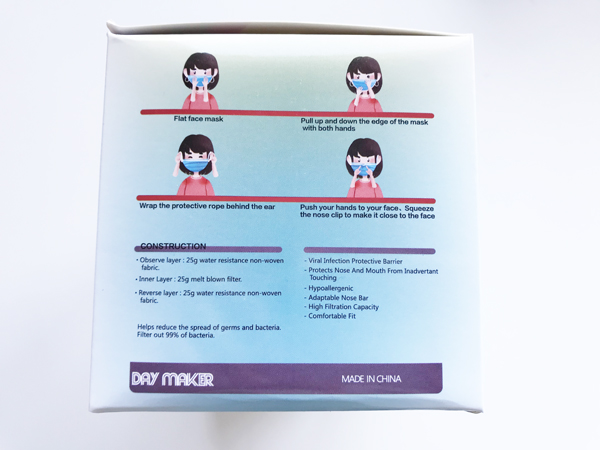 Flat face mask
Pull up and down the edge of the mask
with both hands
Wrap the protective rope behind the ear
Push your hands to your face、Squeeze
the nose clip to make it close to the face
CONSTRUCTION
· Observe layer : 25g water resistance non-woven
fabric.
· Inner Layer : 25g melt blown filter.
· Reverse layer : 25g water resistance non-woven
fabric.
Helps reduce the spread of germs and bacteria.
Filter out 99% of bacteria.
- Viral Infection Protective Barrier
- Protects Nose And Mouth From Inadvertant
Touching
- Hypoallergenic
- Adaptable Nose Bar
- High Filtration Capacity
- Comfortable Fit
DAY MAKER
MADE IN CHINA